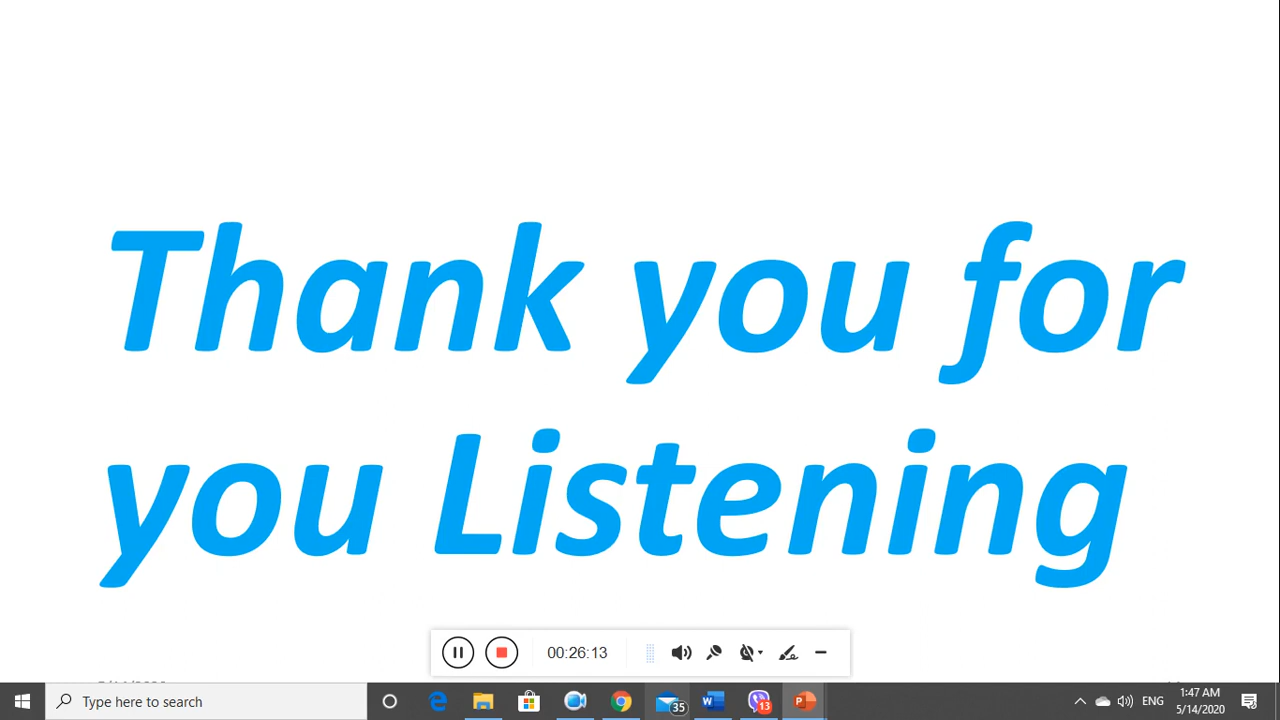 Thank you for
you Listening
00:26:13
Type here to search
35
13
ENG
1:47 AM
5/14/2020